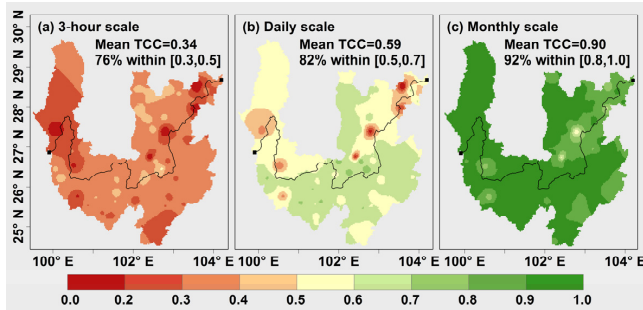 (a) 3-hour scale
Mean TCC=0.34
76% within [0.3,0.5]
(b) Daily scale
Mean TCC=0.59
82% within [0.5,0.7]
(c) Monthly scale
Mean TCC=0.90
92% within [0.8,1.0]
30° N
29° N
28° N
27° N
26° N
25° N
100° E 102° E 104° E
100° E 102° E 104° E
100° E 102° E 104° E
0.0 0.2 0.3 0.4 0.5 0.6 0.7 0.8 0.9 1.0